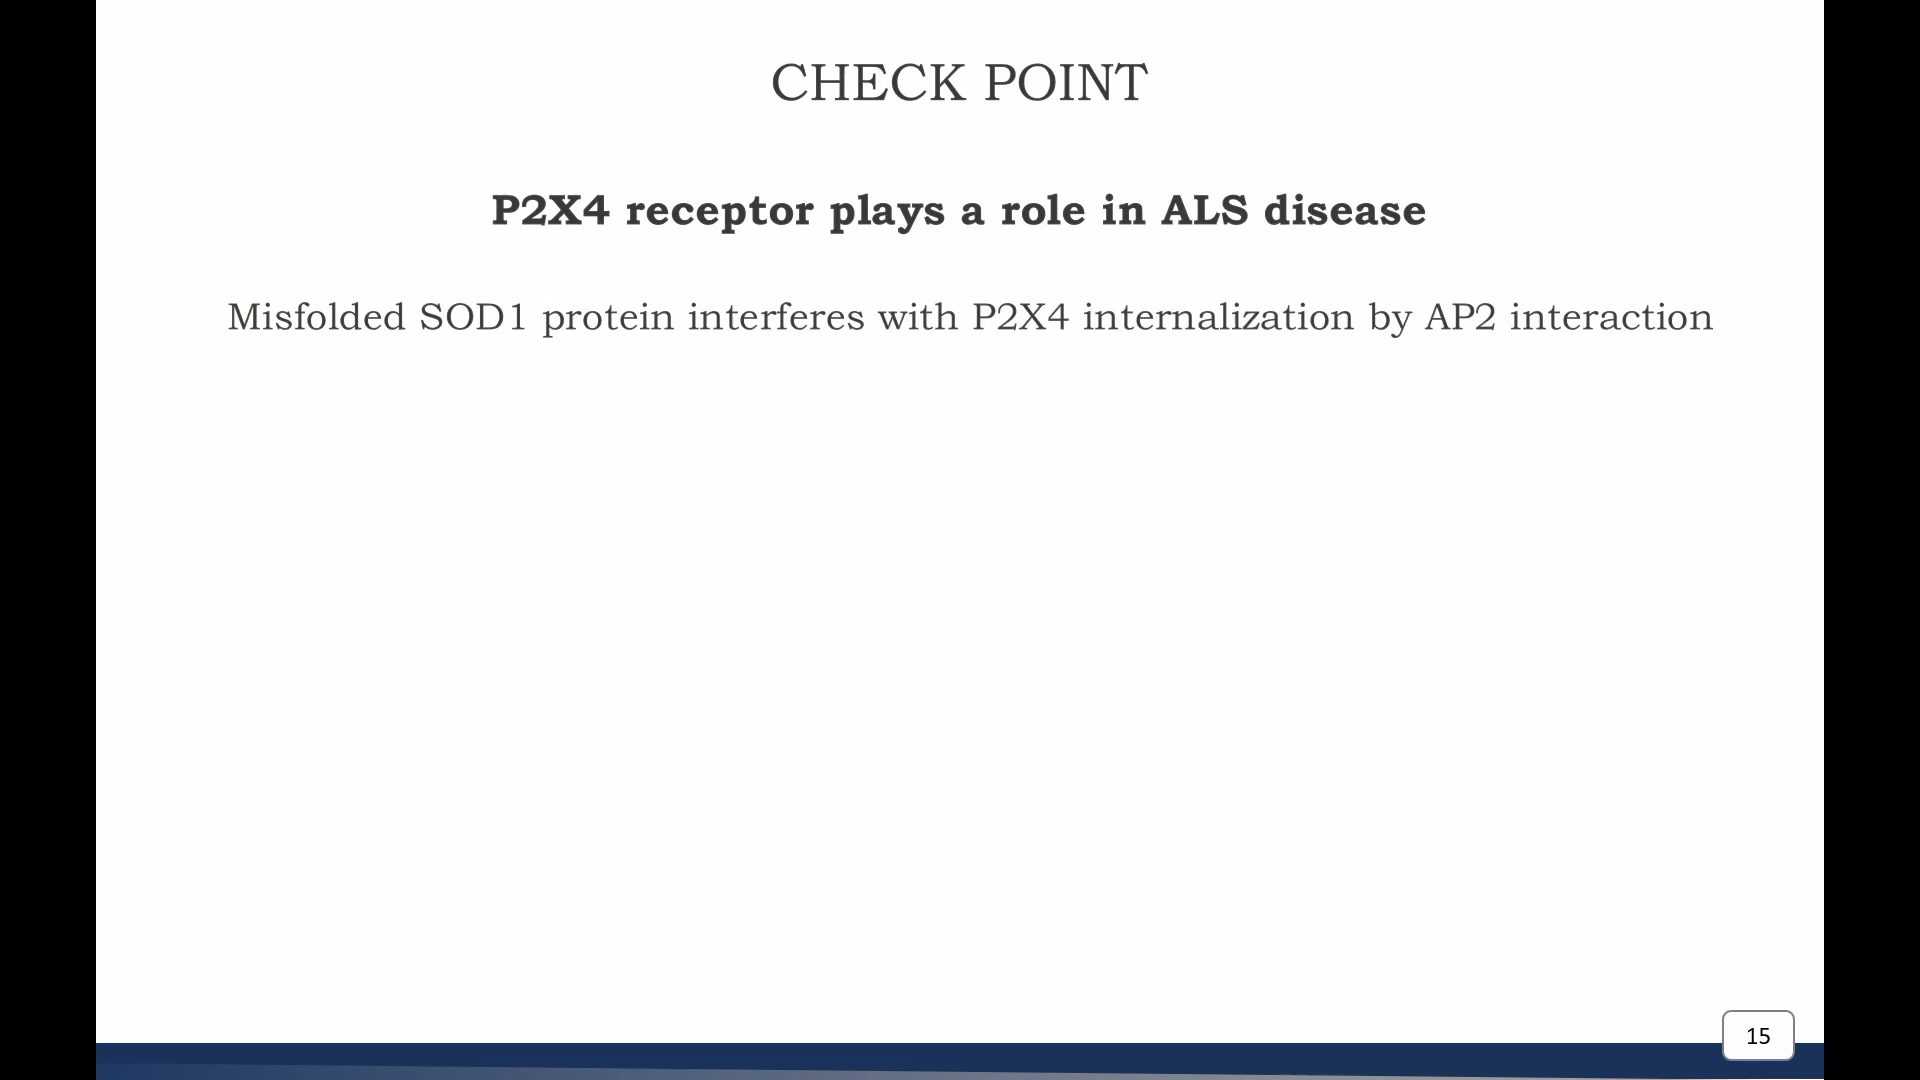 CHECK POINT
P2X4 receptor plays a role in ALS disease
Misfolded SOD1 protein interferes with P2X4 internalization by AP2 interaction
15